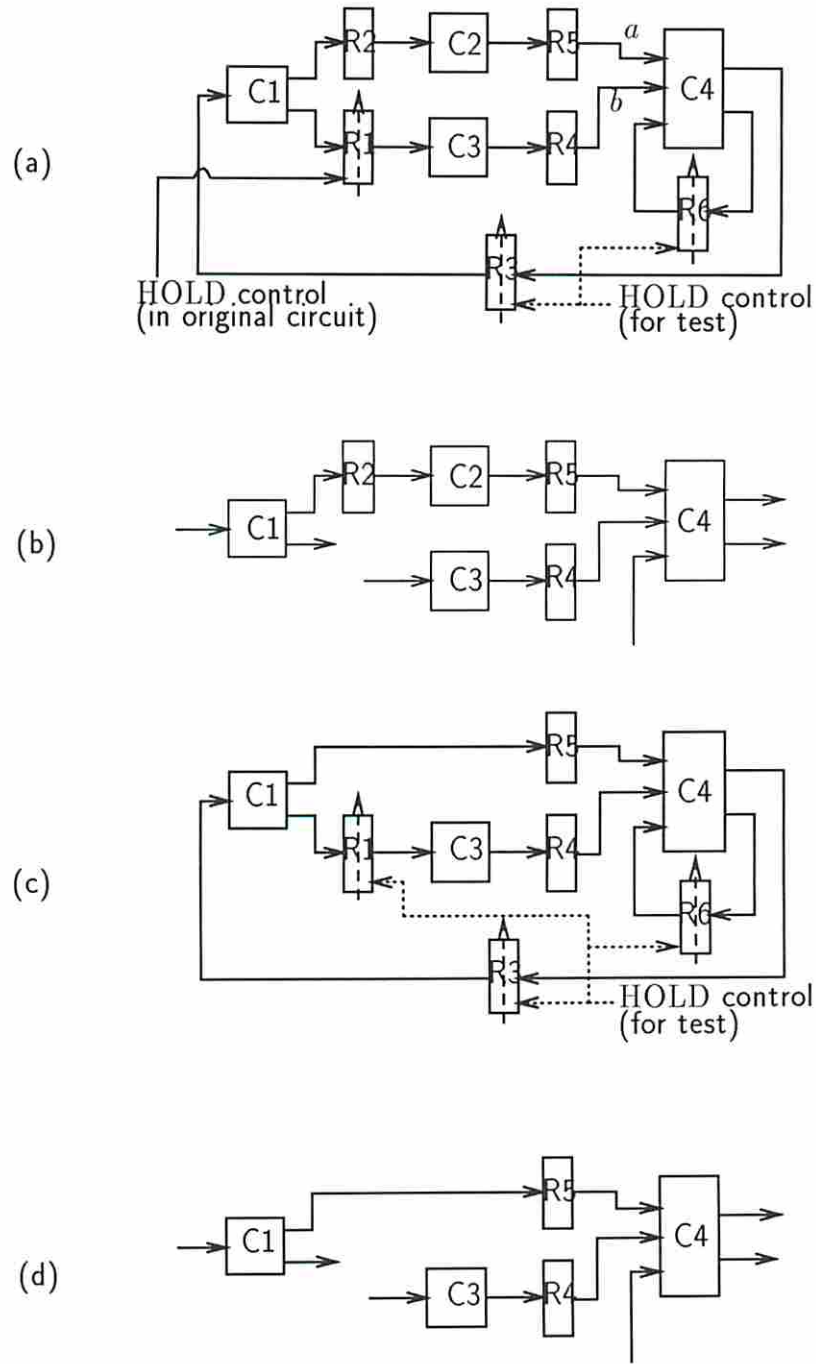 a
R2
C2
R5
C1
C4
b
R1
C3
R4
(a)
R6
R3
HOLD control
(in original circuit)
HOLD control
(for test)
R2
C2
R5
C1
C4
(b)
C3
R4
R5
C1
C4
R1
C3
R4
(c)
R6
R3
HOLD control
(for test)
R5
C1
C4
(d)
C3
R4